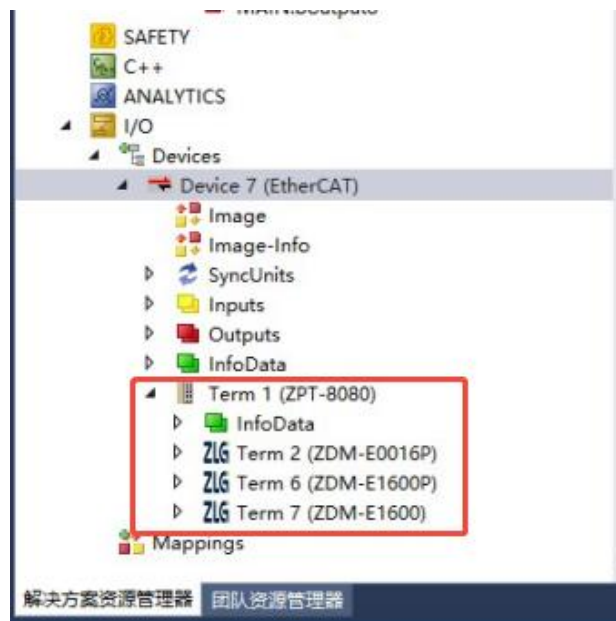 SAFETY
C++
ANALYTICS
I/O
Devices
Device 7 (EtherCAT)
Image
Image-Info
SyncUnits
Inputs
Outputs
InfoData
Term 1 (ZPT-8080)
InfoData
ZLG Term 2 (ZDM-E0016P)
ZLG Term 6 (ZDM-E1600P)
ZLG Term 7 (ZDM-E1600)
Mappings
解决方案资源管理器 团队资源管理器